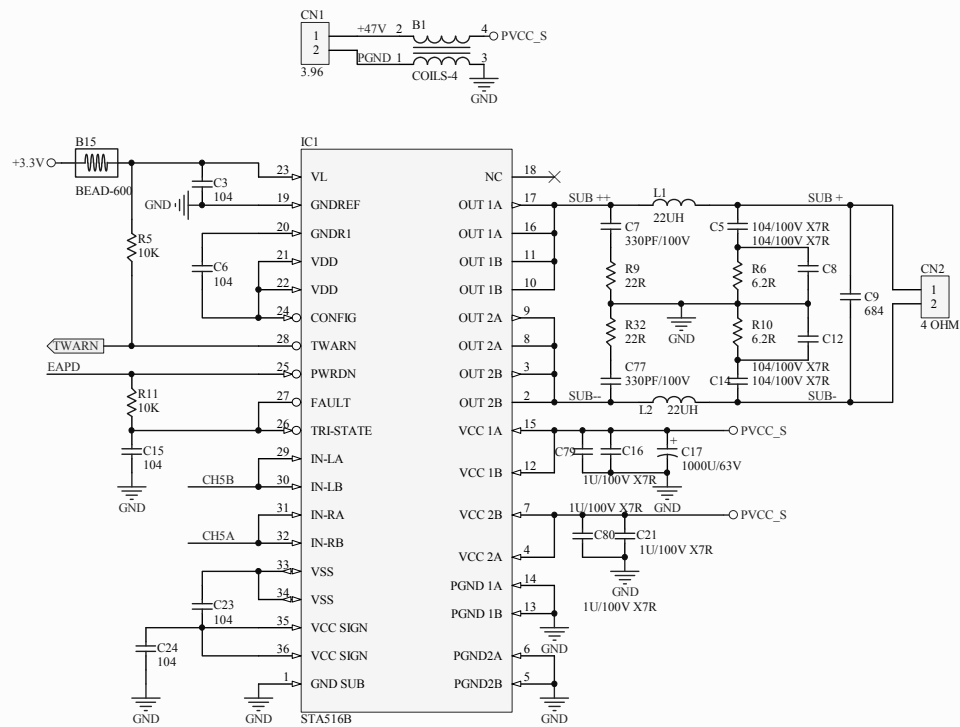 CN1
1
2
3.96
+47V
2
B1
4
PVCC_S
PGND
1
3
COILS-4
GND
+3.3V
B15
BEAD-600
C3
104
GND
R5
10K
C6
104
TWARN
EAPD
R11
10K
C15
104
GND
CH5B
CH5A
C23
104
C24
104
GND
GND
IC1
23 VL
19 GNDREF
20 GNDR1
21 VDD
22 VDD
24 CONFIG
28 TWARN
25 PWRDN
27 FAULT
26 TRI-STATE
29 IN-LA
30 IN-LB
31 IN-RA
32 IN-RB
33 VSS
34 VSS
35 VCC SIGN
36 VCC SIGN
1 GND SUB
STA516B
NC 18
OUT 1A 17
OUT 1A 16
OUT 1B 11
OUT 1B 10
OUT 2A 9
OUT 2A 8
OUT 2B 3
OUT 2B 2
VCC 1A 15
VCC 1B 12
VCC 2B 7
VCC 2A 4
PGND 1A 14
PGND 1B 13
PGND2A 6
PGND2B 5
GND
GND
SUB ++
L1
22UH
SUB +
C7
330PF/100V
C5
104/100V X7R
104/100V X7R
R9
22R
R6
6.2R
C8
CN2
1
2
4 OHM
C9
684
GND
R32
22R
R10
6.2R
C12
C77
330PF/100V
104/100V X7R
C14
104/100V X7R
SUB--
L2
22UH
SUB-
PVCC_S
C79
C16
+
C17
1000U/63V
1U/100V X7R
GND
1U/100V X7R
PVCC_S
C80
C21
1U/100V X7R
GND
1U/100V X7R